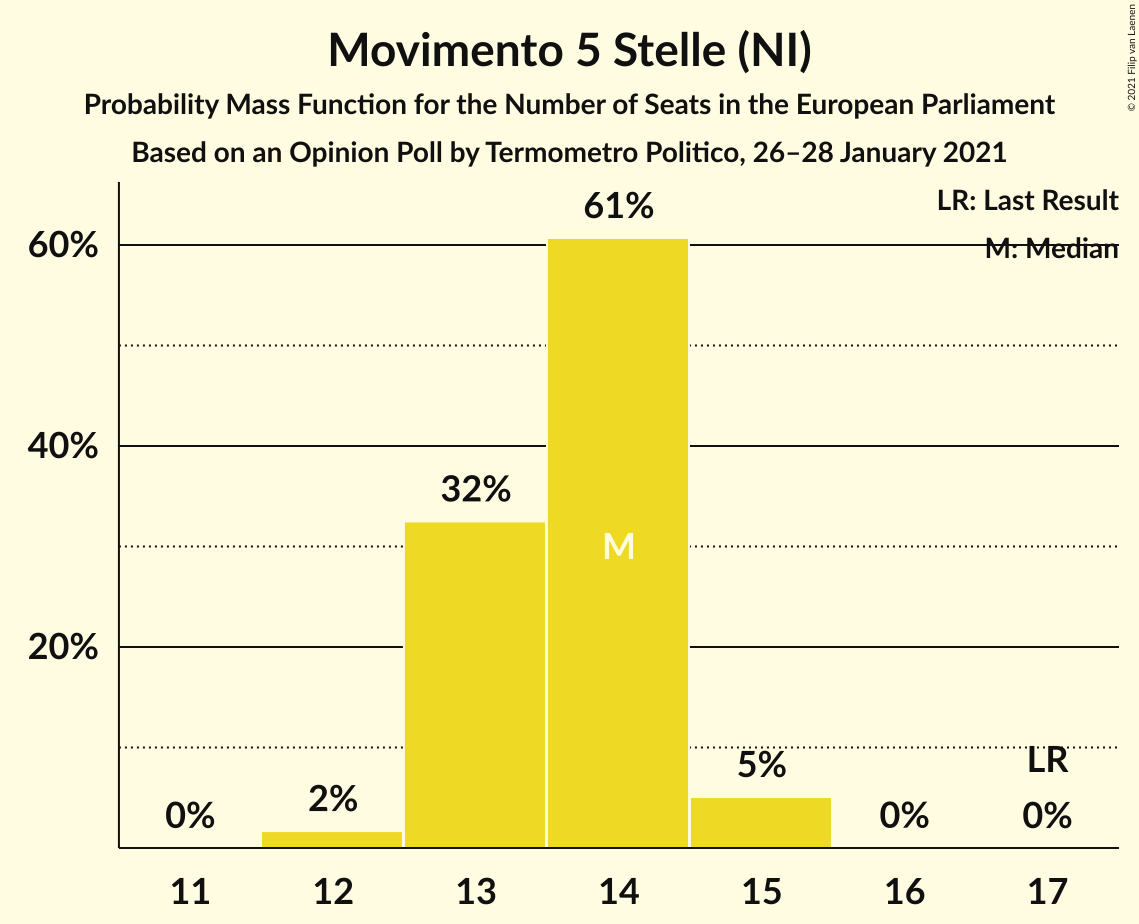 Movimento 5 Stelle (NI)
Probability Mass Function for the Number of Seats in the European Parliament
Based on an Opinion Poll by Termometro Politico, 26–28 January 2021
© 2021 Filip van Laenen
LR: Last Result
M: Median
60%
40%
20%
0%
2%
32%
61%
M
5%
0%
LR
0%
11 12 13 14 15 16 17